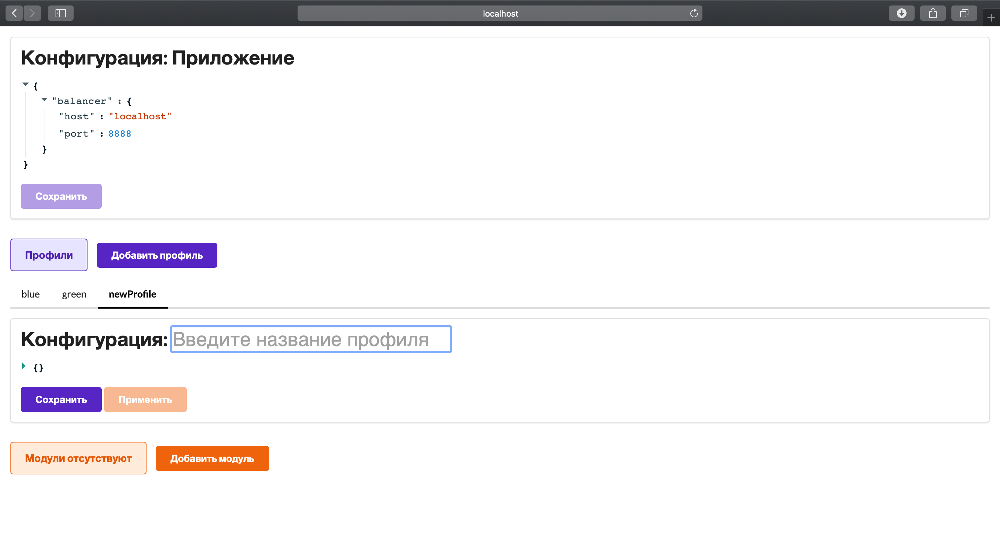 localhost
Конфигурация: Приложение
{
"balancer" : {
"host" : "localhost"
"port" : 8888
}
}
Сохранить
Профили Добавить профиль
blue green newProfile
Конфигурация: Введите название профиля
{}
Сохранить Применить
Модули отсутствуют Добавить модуль